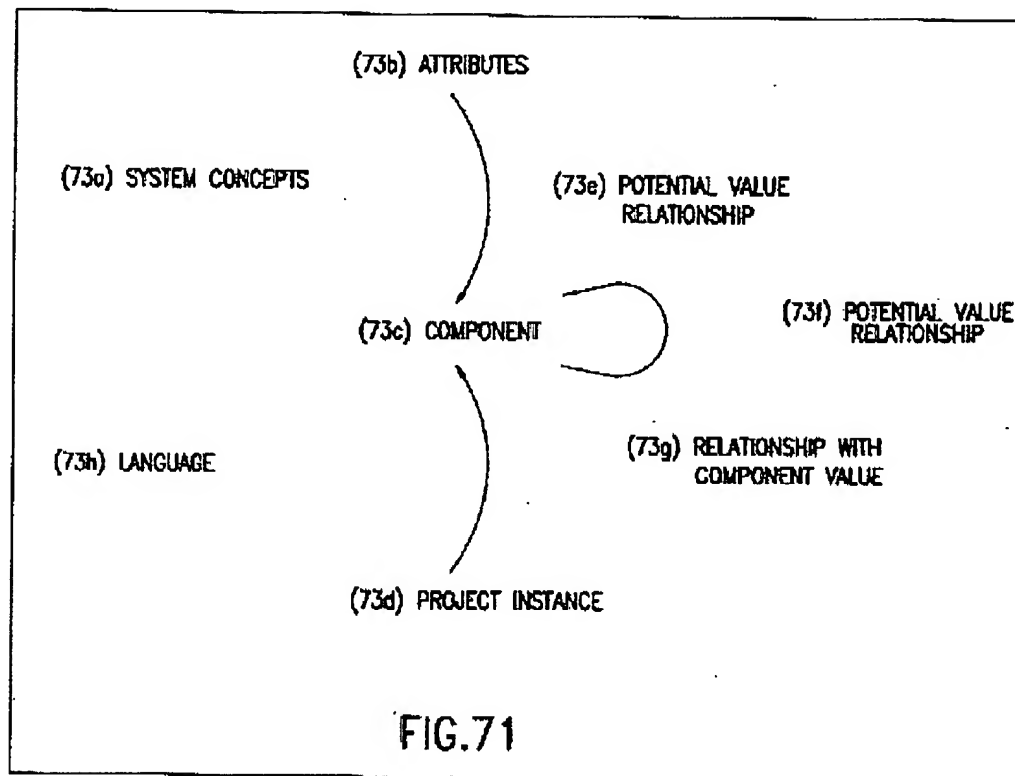 (73b) ATTRIBUTES
(73a) SYSTEM CONCEPTS
(73e) POTENTIAL VALUE
RELATIONSHIP
(73c) COMPONENT
(73f) POTENTIAL VALUE
RELATIONSHIP
(73h) LANGUAGE
(73g) RELATIONSHIP WITH
COMPONENT VALUE
(73d) PROJECT INSTANCE
FIG.71